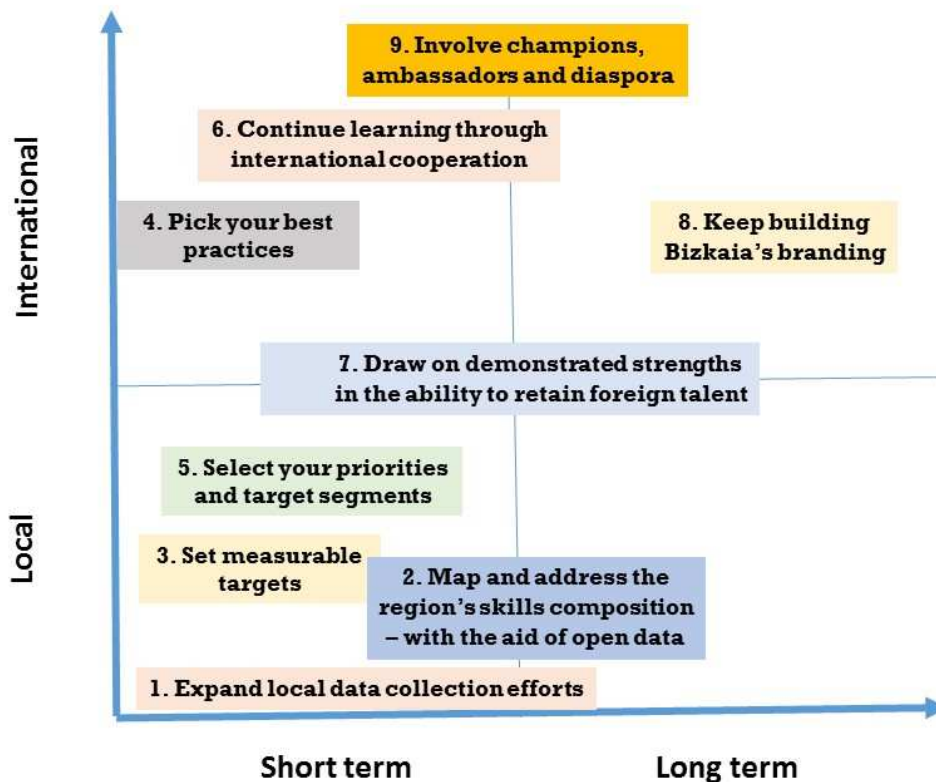 9. Involve champions,
ambassadors and diaspora
6. Continue learning through
international cooperation
4. Pick your best
practices
8. Keep building
Bizkaia's branding
International
7. Draw on demonstrated strengths
in the ability to retain foreign talent
5. Select your priorities
and target segments
Local
3. Set measurable
targets
2. Map and address the
region's skills composition
– with the aid of open data
1. Expand local data collection efforts
Short term
Long term